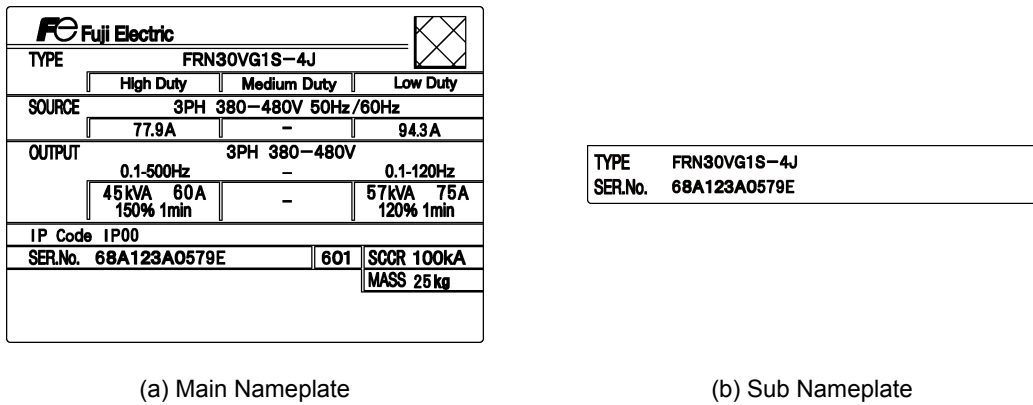 Fe Fuji Electric
TYPE FRN30VG1S-4J
High Duty Medium Duty Low Duty
SOURCE 3PH 380-480V 50Hz/60Hz
77.9A - 94.3A
OUTPUT 3PH 380-480V
0.1-500Hz - 0.1-120Hz
45kVA 60A - 57kVA 75A
150% 1min 120% 1min
IP Code IP00
SER.No. 68A123A0579E 601 SCCR 100kA
MASS 25kg
(a) Main Nameplate
TYPE FRN30VG1S-4J
SER.No. 68A123A0579E
(b) Sub Nameplate